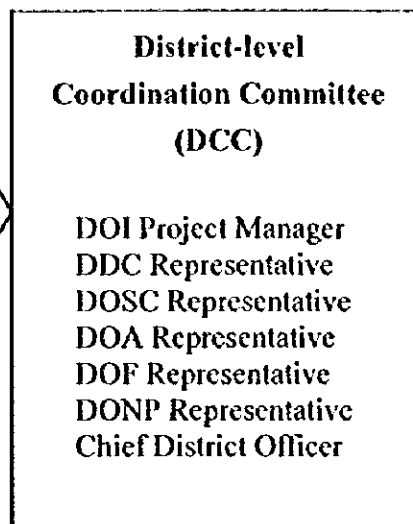 District-level
Coordination Committee
(DCC)
DOI Project Manager
DDC Representative
DOSC Representative
DOA Representative
DOF Representative
DONP Representative
Chief District Officer